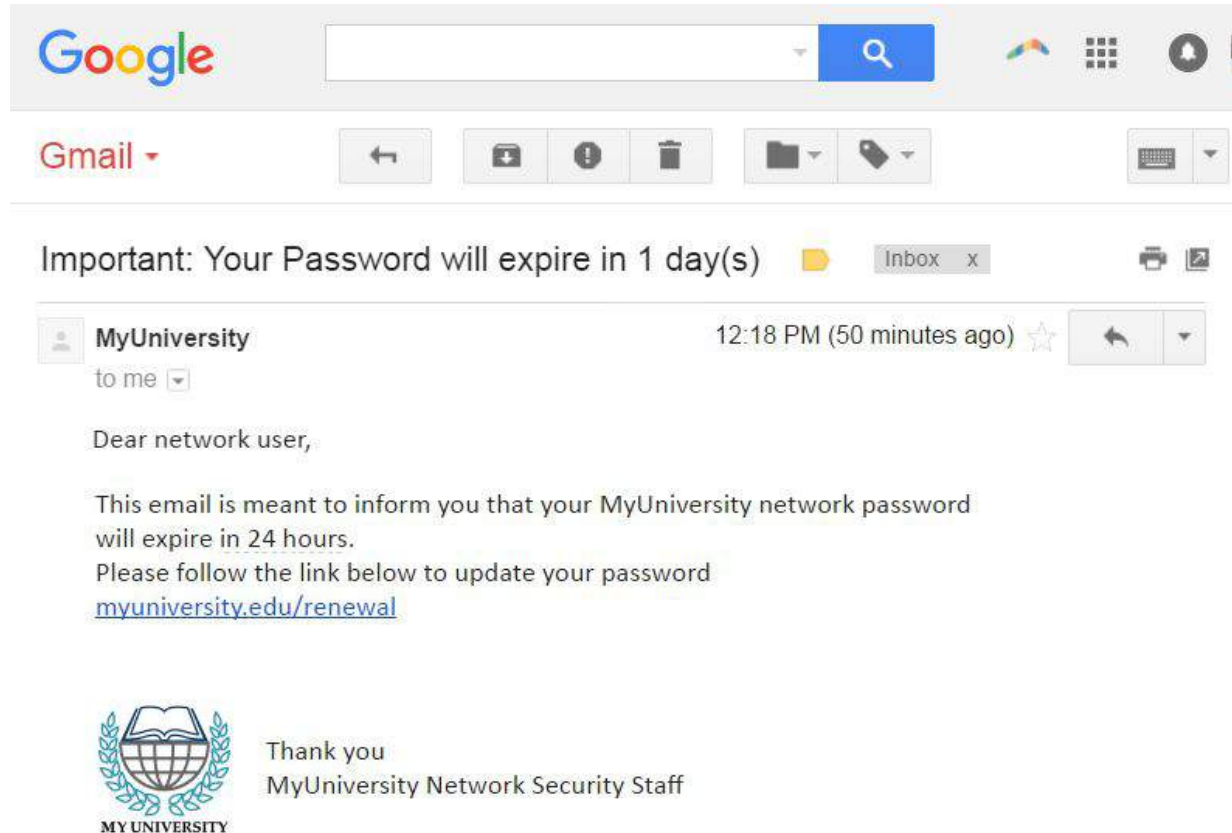 Google
Gmail
Important: Your Password will expire in 1 day(s) Inbox x
MyUniversity 12:18 PM (50 minutes ago)
to me
Dear network user,
This email is meant to inform you that your MyUniversity network password
will expire in 24 hours.
Please follow the link below to update your password
myuniversity.edu/renewal
Thank you
MyUniversity Network Security Staff
MY UNIVERSITY